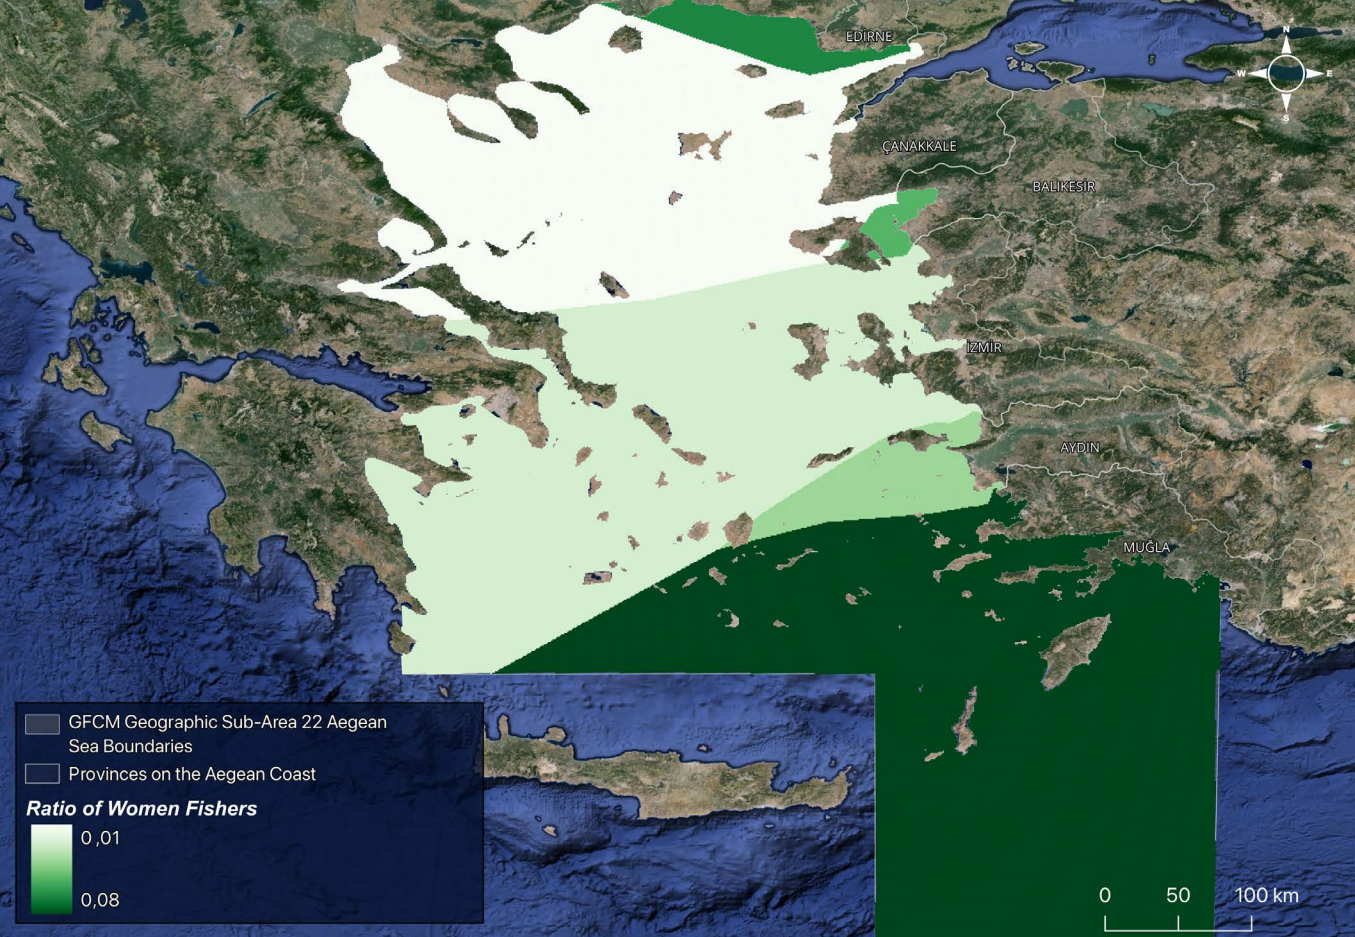 EDİRNE
N
W
E
S
ÇANAKKALE
BALIKESİR
İZMİR
AYDIN
MUĞLA
GFCM Geographic Sub-Area 22 Aegean
Sea Boundaries
Provinces on the Aegean Coast
Ratio of Women Fishers
0,01
0,08
0 50 100 km